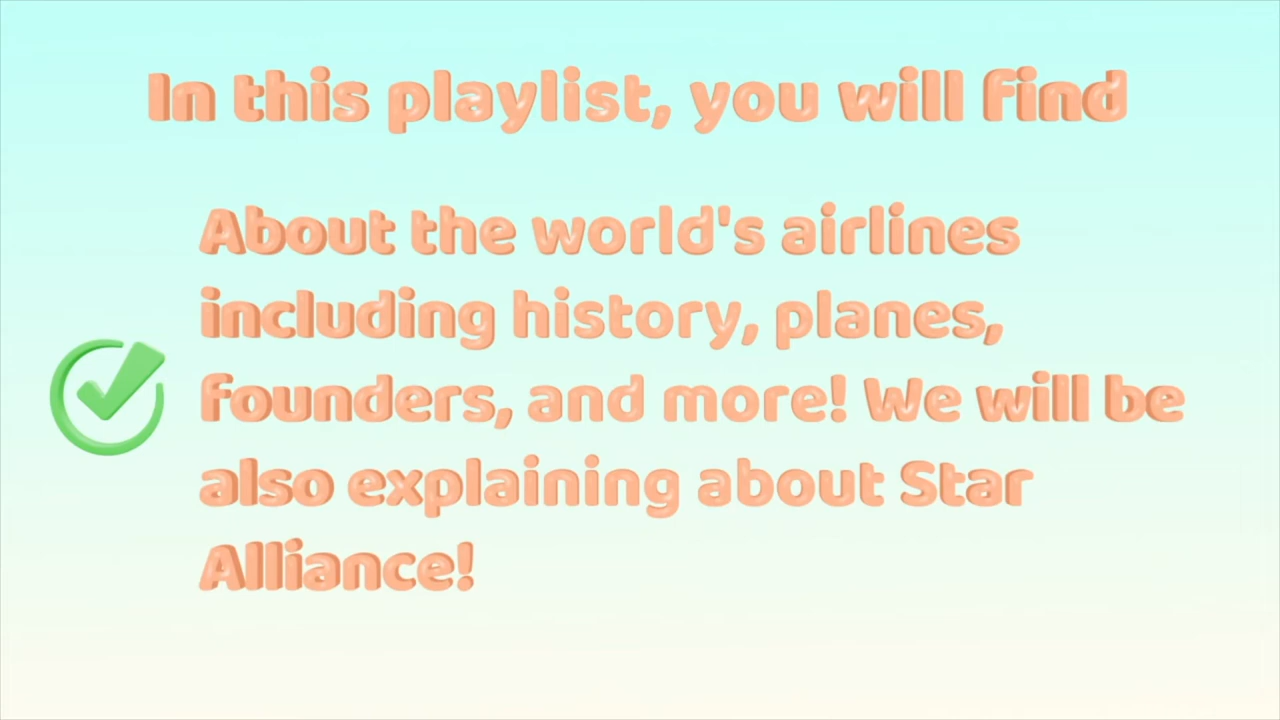 In this playlist, you will find
About the world's airlines
including history, planes,
founders, and more! We will be
also explaining about Star
Alliance!